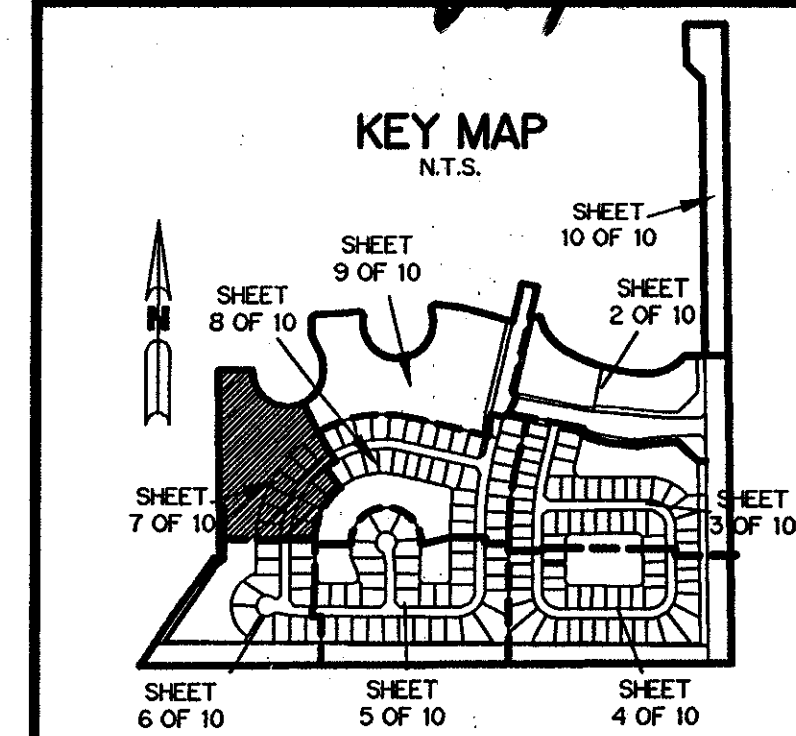 KEY MAP
N.T.S.
SHEET
10 OF 10
SHEET
9 OF 10
SHEET
2 OF 10
SHEET
8 OF 10
N
SHEET
7 OF 10
SHEET
3 OF 10
SHEET
6 OF 10
SHEET
5 OF 10
SHEET
4 OF 10